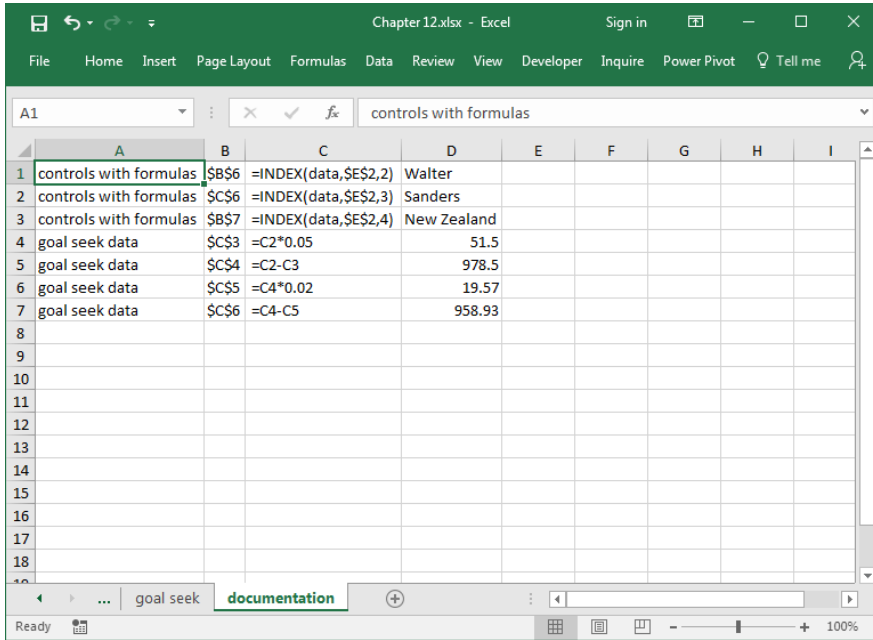 Chapter 12.xlsx - Excel
Sign in
File Home Insert Page Layout Formulas Data Review View Developer Inquire Power Pivot Tell me
A1 fx controls with formulas
A B C D E F G H I
1 controls with formulas $B$6 =INDEX(data,$E$2,2) Walter
2 controls with formulas $C$6 =INDEX(data,$E$2,3) Sanders
3 controls with formulas $B$7 =INDEX(data,$E$2,4) New Zealand
4 goal seek data $C$3 =C2*0.05 51.5
5 goal seek data $C$4 =C2-C3 978.5
6 goal seek data $C$5 =C4*0.02 19.57
7 goal seek data $C$6 =C4-C5 958.93
8
9
10
11
12
13
14
15
16
17
18
... goal seek documentation
Ready 100%